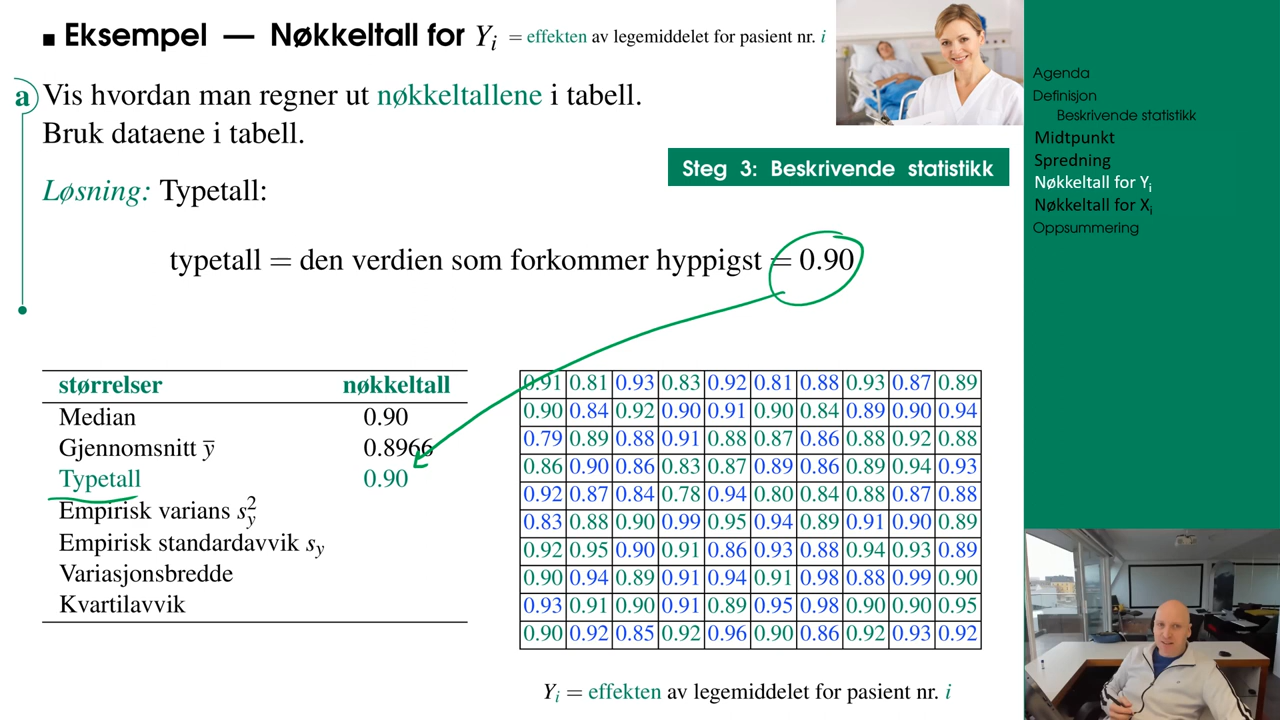 Eksempel — Nøkkeltall for Yᵢ = effekten av legemiddelet for pasient nr. i
a Vis hvordan man regner ut nøkkeltallene i tabell.
Bruk dataene i tabell.
Steg 3: Beskrivende statistikk
Løsning: Typetall:
typetall = den verdien som forkommer hyppigst = 0.90
størrelser nøkkeltall
Median 0.90
Gjennomsnitt y̅ 0.8966
Typetall 0.90
Empirisk varians s²_y
Empirisk standardavvik s_y
Variasjonsbredde
Kvartilavvik
0.91 0.81 0.93 0.83 0.92 0.81 0.88 0.93 0.87 0.89
0.90 0.84 0.92 0.90 0.91 0.90 0.84 0.89 0.90 0.94
0.79 0.89 0.88 0.91 0.88 0.87 0.86 0.88 0.92 0.88
0.86 0.90 0.86 0.83 0.87 0.89 0.86 0.89 0.94 0.93
0.92 0.87 0.84 0.78 0.94 0.80 0.84 0.88 0.87 0.88
0.83 0.88 0.90 0.99 0.95 0.94 0.89 0.91 0.90 0.89
0.92 0.95 0.90 0.91 0.86 0.93 0.88 0.94 0.93 0.89
0.90 0.94 0.89 0.91 0.94 0.91 0.98 0.88 0.99 0.90
0.93 0.91 0.90 0.91 0.89 0.95 0.98 0.90 0.90 0.95
0.90 0.92 0.85 0.92 0.96 0.90 0.86 0.92 0.93 0.92
Yᵢ = effekten av legemiddelet for pasient nr. i
Agenda
Definisjon
Beskrivende statistikk
Midtpunkt
Spredning
Nøkkeltall for Yᵢ
Nøkkeltall for Xᵢ
Oppsummering